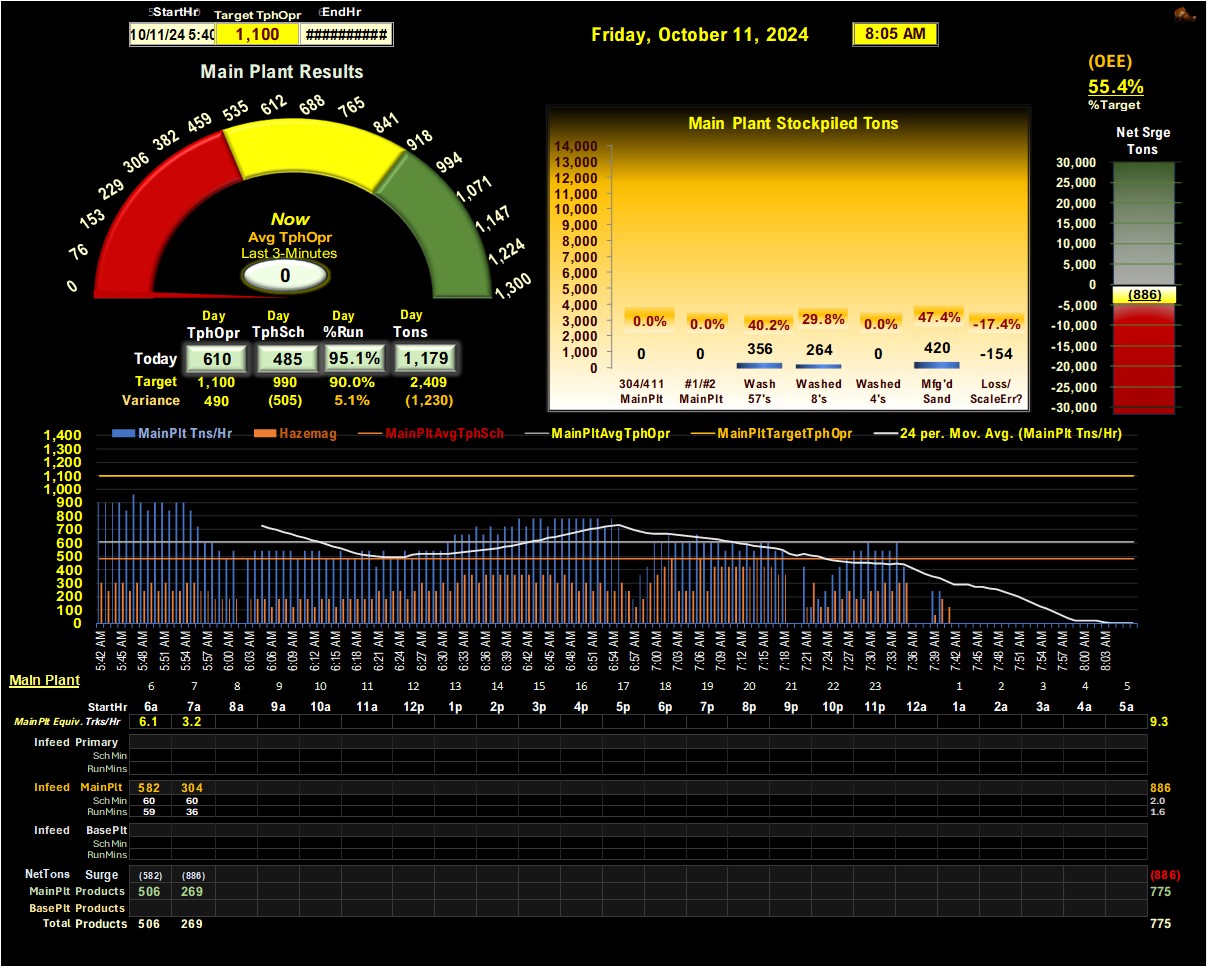 StartHr Target TphOpr EndHr
10/11/24 5:40 1,100 ##########
Friday, October 11, 2024 8:05 AM
(OEE)
55.4%
%Target
Main Plant Results
0 76 153 229 306 382 459 535 612 688 765 841 918 994 1,071 1,147 1,224 1,300
Now
Avg TphOpr
Last 3-Minutes
0
Day Day Day Day
TphOpr TphSch %Run Tons
Today 610 485 95.1% 1,179
Target 1,100 990 90.0% 2,409
Variance 490 (505) 5.1% (1,230)
Main Plant Stockpiled Tons
14,000
13,000
12,000
11,000
10,000
9,000
8,000
7,000
6,000
5,000
4,000
3,000
2,000
1,000
0
0.0% 0.0% 40.2% 29.8% 0.0% 47.4% -17.4%
0 0 356 264 0 420 -154
304/411 #1/#2 Wash Washed Washed Mfg'd Loss/
MainPlt MainPlt 57's 8's 4's Sand ScaleErr?
Net Srge
Tons
30,000
25,000
20,000
15,000
10,000
5,000
0
(886)
-5,000
-10,000
-15,000
-20,000
-25,000
-30,000
MainPlt Tns/Hr Hazemag MainPltAvgTphSch MainPltAvgTphOpr MainPltTargetTphOpr 24 per. Mov. Avg. (MainPlt Tns/Hr)
1,400
1,300
1,200
1,100
1,000
900
800
700
600
500
400
300
200
100
0
5:42 AM 5:45 AM 5:48 AM 5:51 AM 5:54 AM 5:57 AM 6:00 AM 6:03 AM 6:06 AM 6:09 AM 6:12 AM 6:15 AM 6:18 AM 6:21 AM 6:24 AM 6:27 AM 6:30 AM 6:33 AM 6:36 AM 6:39 AM 6:42 AM 6:45 AM 6:48 AM 6:51 AM 6:54 AM 6:57 AM 7:00 AM 7:03 AM 7:06 AM 7:09 AM 7:12 AM 7:15 AM 7:18 AM 7:21 AM 7:24 AM 7:27 AM 7:30 AM 7:33 AM 7:36 AM 7:39 AM 7:42 AM 7:45 AM 7:48 AM 7:51 AM 7:54 AM 7:57 AM 8:00 AM 8:03 AM
Main Plant
6 7 8 9 10 11 12 13 14 15 16 17 18 19 20 21 22 23 1 2 3 4 5
StartHr 6a 7a 8a 9a 10a 11a 12p 1p 2p 3p 4p 5p 6p 7p 8p 9p 10p 11p 12a 1a 2a 3a 4a 5a
MainPlt Equiv. Trks/Hr 6.1 3.2 9.3
Infeed Primary
SchMin
RunMins
Infeed MainPlt 582 304 886
SchMin 60 60 2.0
RunMins 59 36 1.6
Infeed BasePlt
SchMin
RunMins
NetTons Surge (582) (886) (886)
MainPlt Products 506 269 775
BasePlt Products
Total Products 506 269 775